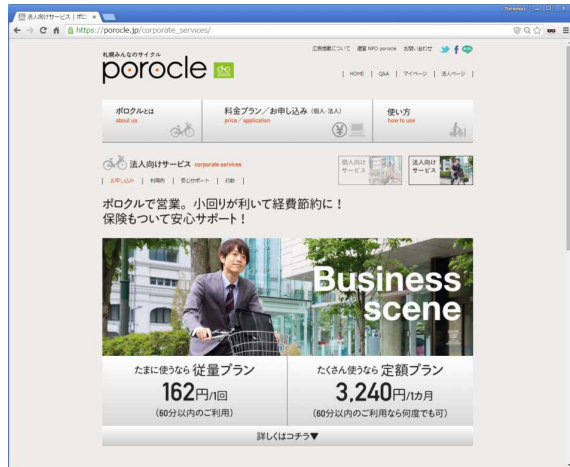 法人向けサービス | ポロ
https://porocle.jp/corporate_services/
広告掲載について 運営 NPO porocle お問い合わせ
札幌みんなのサイクル
porocle
| HOME | Q&A | マイページ | 法人ページ |
ポロクルとは
about us
料金プラン/お申し込み (個人・法人)
price / application
使い方
how to use
法人向けサービス corporate services
個人向け
サービス
法人向け
サービス
| お申し込み | 利用例 | 安心サポート | 約款 |
ポロクルで営業。小回りが利いて経費節約に！
保険もついて安心サポート！
Business
scene
たまに使うなら 従量プラン
162円/1回
(60分以内のご利用)
たくさん使うなら 定額プラン
3,240円/1カ月
(60分以内のご利用なら何度でも可)
詳しくはコチラ▼